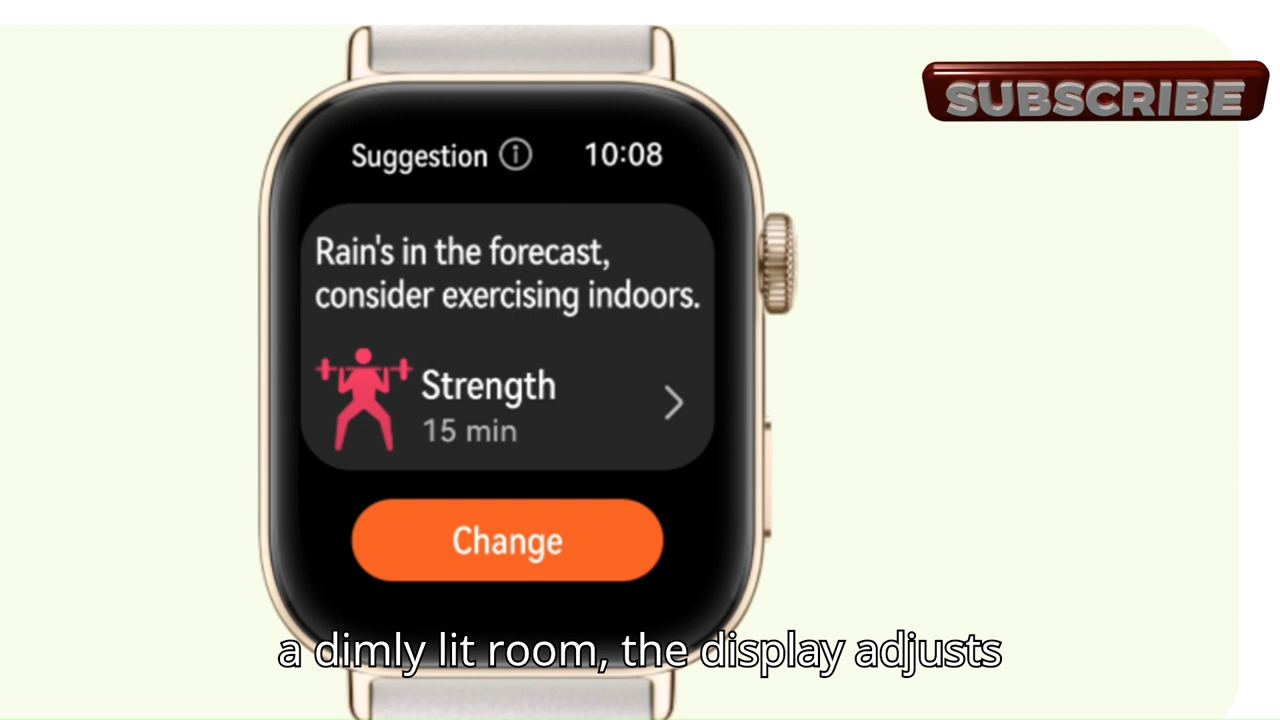 SUBSCRIBE
Suggestion 10:08
Rain's in the forecast,
consider exercising indoors.
Strength
15 min
Change
a dimly lit room, the display adjusts